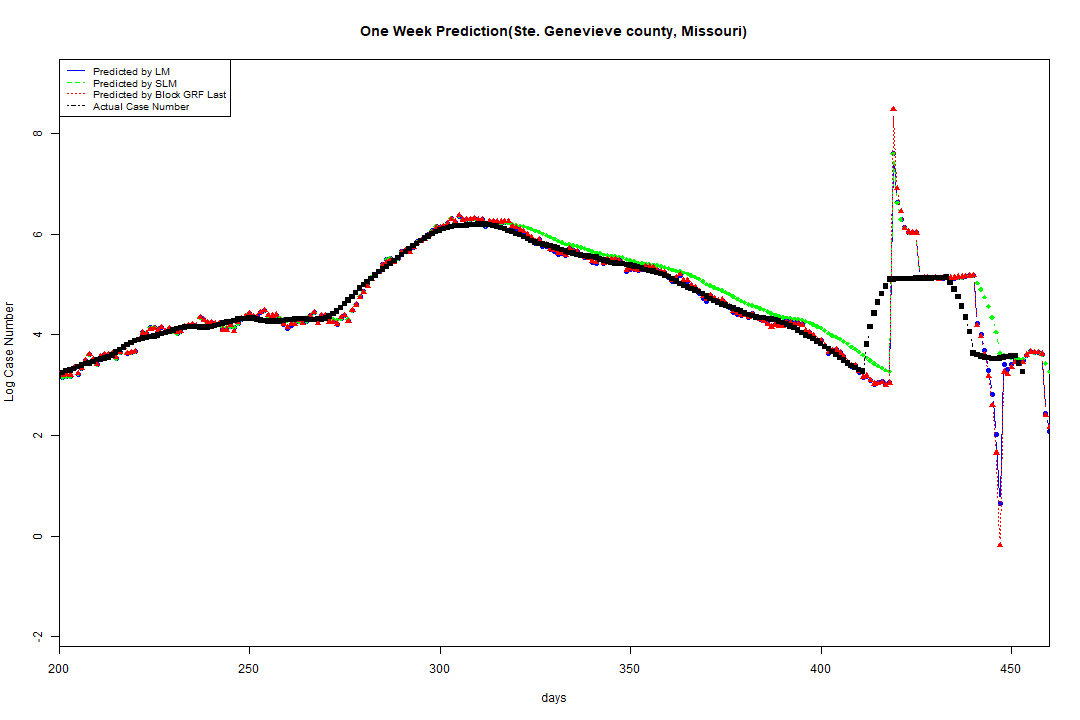 One Week Prediction(Ste. Genevieve county, Missouri)
Predicted by LM
Predicted by SLM
Predicted by Block GRF Last
Actual Case Number
Log Case Number
8
6
4
2
0
-2
200 250 300 350 400 450
days